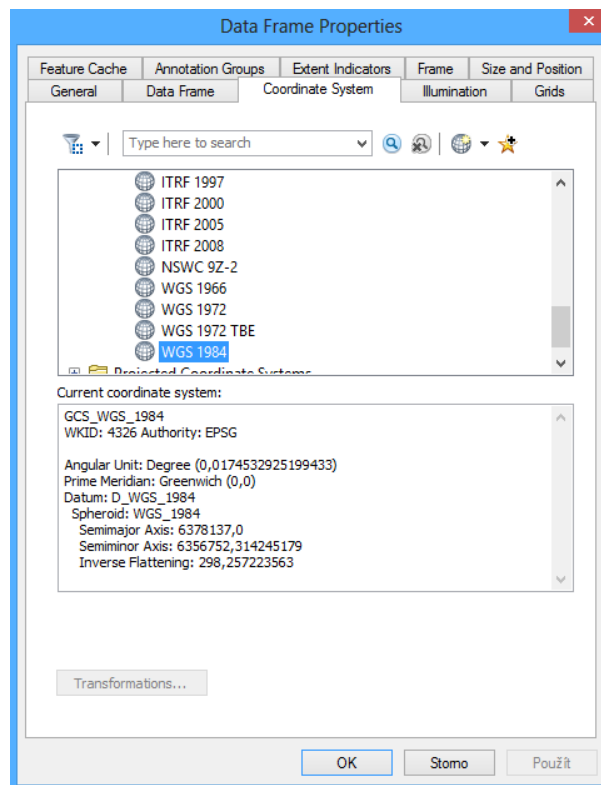 Data Frame Properties
Feature Cache Annotation Groups Extent Indicators Frame Size and Position
General Data Frame Coordinate System Illumination Grids
Type here to search
ITRF 1997
ITRF 2000
ITRF 2005
ITRF 2008
NSWC 9Z-2
WGS 1966
WGS 1972
WGS 1972 TBE
WGS 1984
Projected Coordinate Systems
Current coordinate system:
GCS_WGS_1984
WKID: 4326 Authority: EPSG
Angular Unit: Degree (0,0174532925199433)
Prime Meridian: Greenwich (0,0)
Datum: D_WGS_1984
Spheroid: WGS_1984
Semimajor Axis: 6378137,0
Semiminor Axis: 6356752,314245179
Inverse Flattening: 298,257223563
Transformations...
OK Storno Použít